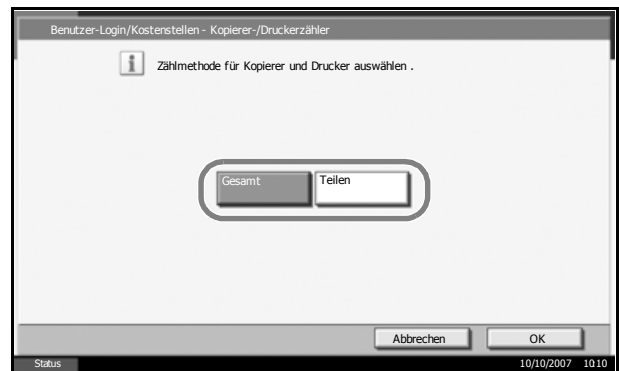 Benutzer-Login/Kostenstellen - Kopierer-/Druckerzähler
Zählmethode für Kopierer und Drucker auswählen .
Gesamt
Teilen
Abbrechen
OK
Status
10/10/2007 10:10